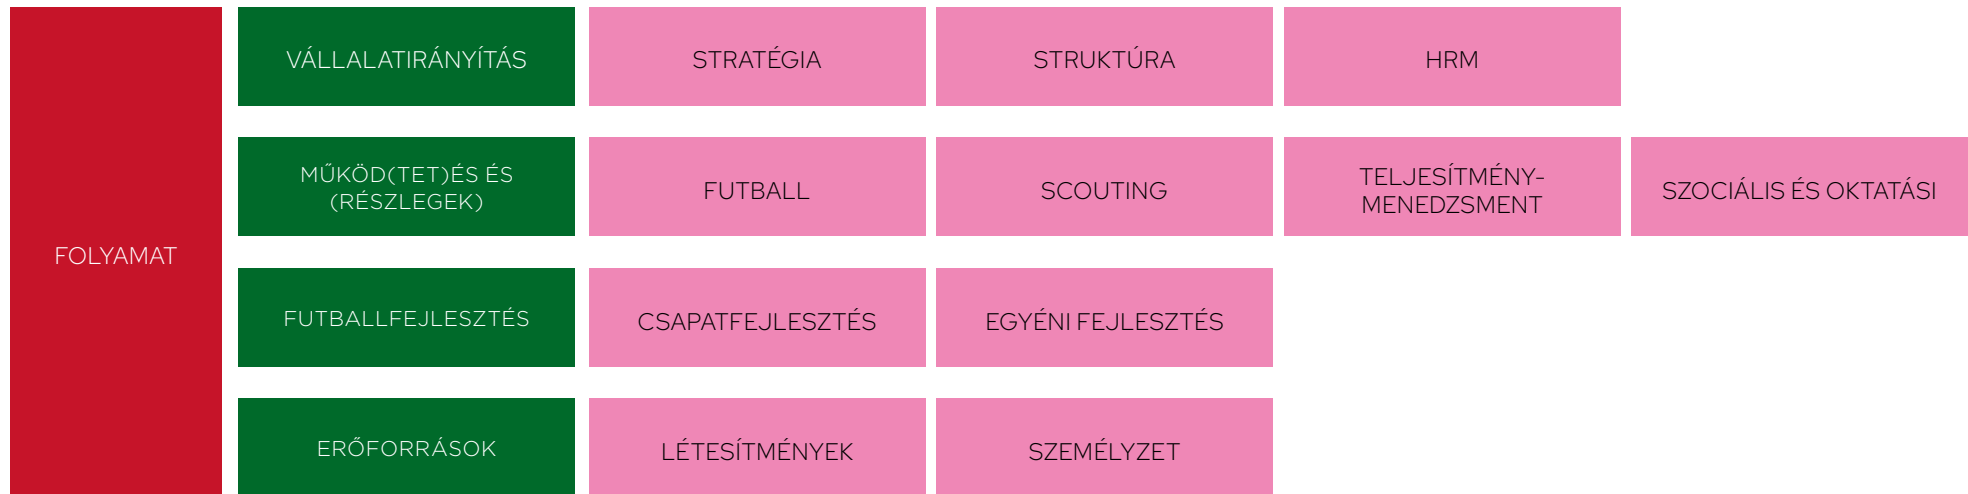 FOLYAMAT
VÁLLALATIRÁNYÍTÁS
STRATÉGIA
STRUKTÚRA
HRM
MŰKÖD(TET)ÉS ÉS
(RÉSZLEGEK)
FUTBALL
SCOUTING
TELJESÍTMÉNY-
MENEDZSMENT
SZOCIÁLIS ÉS OKTATÁSI
FUTBALLFEJLESZTÉS
CSAPATFEJLESZTÉS
EGYÉNI FEJLESZTÉS
ERŐFORRÁSOK
LÉTESÍTMÉNYEK
SZEMÉLYZET